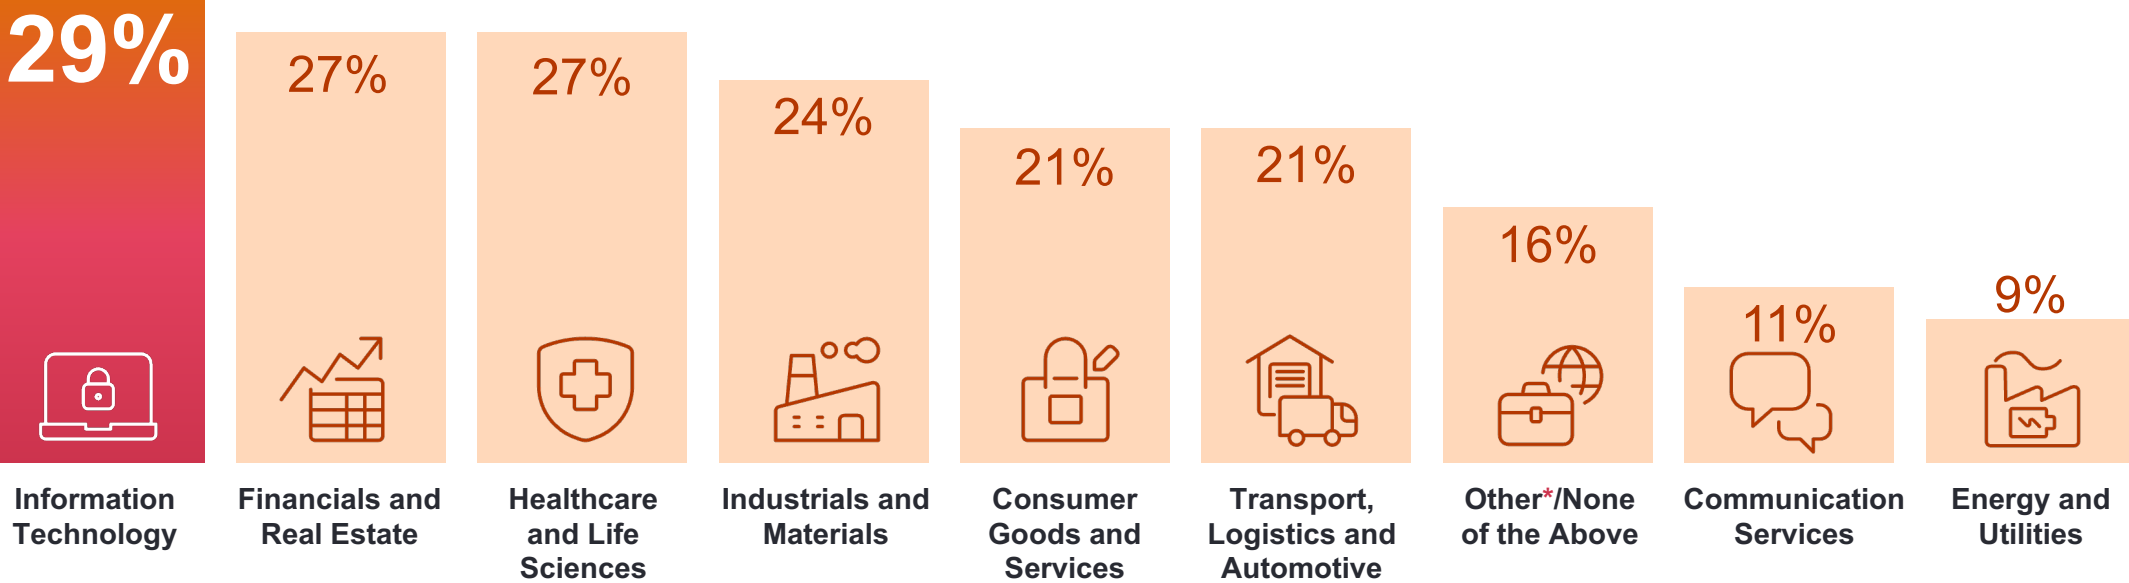 29%
27%
27%
24%
21%
21%
16%
11%
9%
Information
Technology
Financials and
Real Estate
Healthcare
and Life
Sciences
Industrials and
Materials
Consumer
Goods and
Services
Transport,
Logistics and
Automotive
Other*/None
of the Above
Communication
Services
Energy and
Utilities